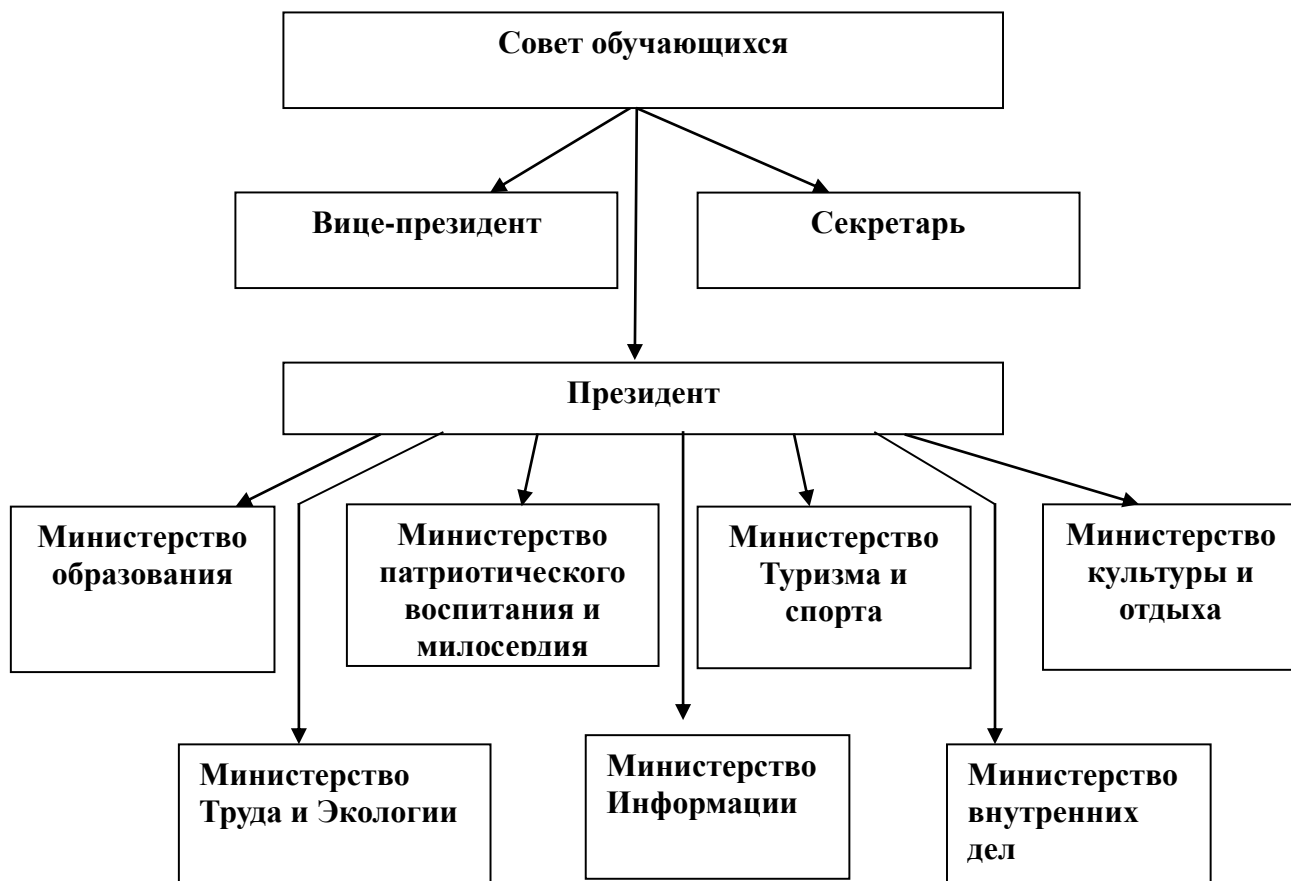 Совет обучающихся
Вице-президент
Секретарь
Президент
Министерство
образования
Министерство
патриотического
воспитания и
милосердия
Министерство
Туризма и
спорта
Министерство
культуры и
отдыха
Министерство
Труда и Экологии
Министерство
Информации
Министерство
внутренних
дел